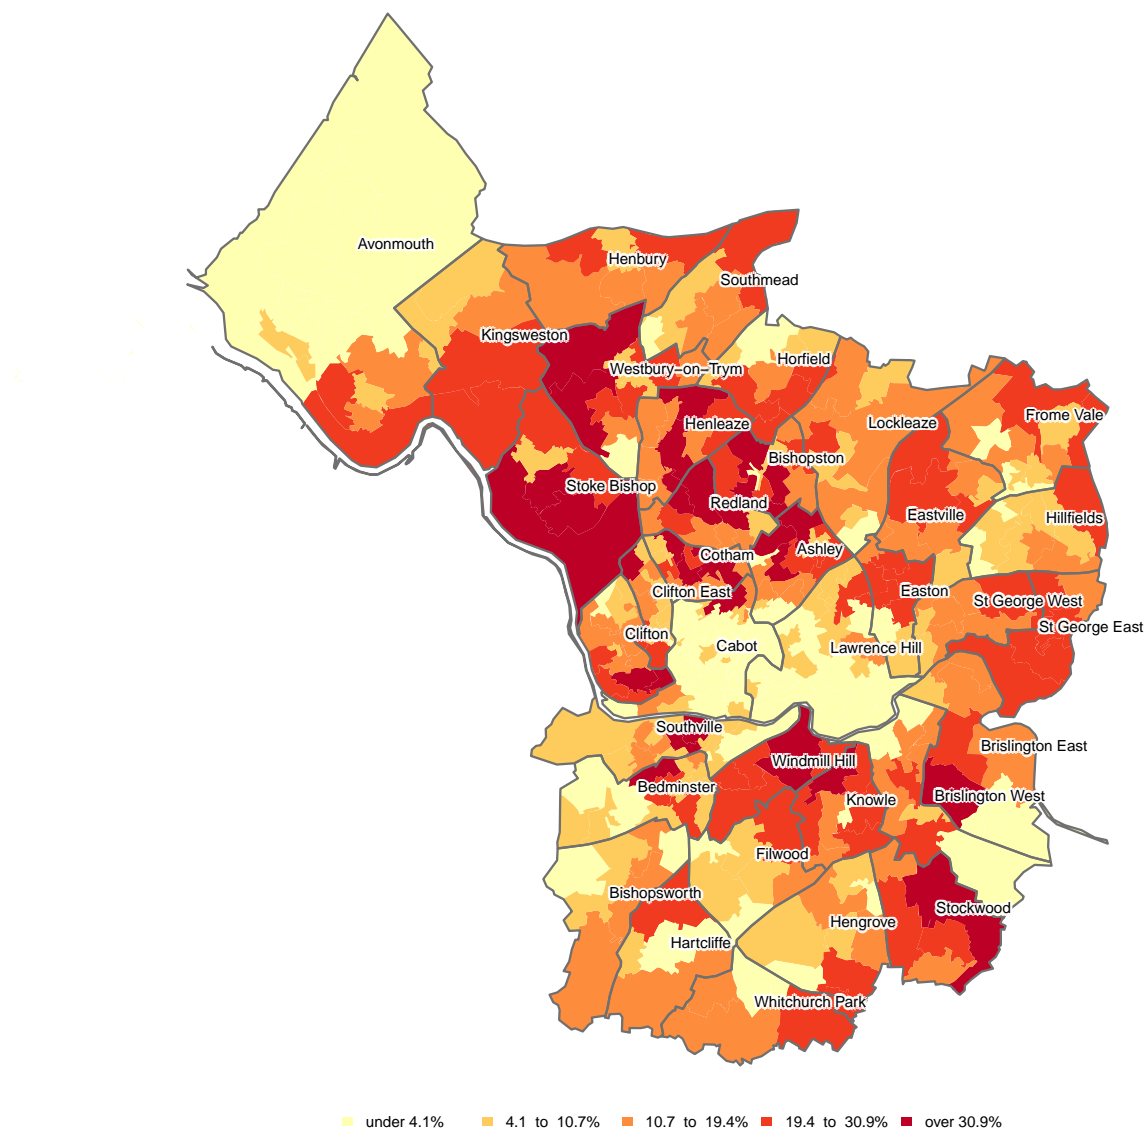 Avonmouth
Henbury
Southmead
Kingsweston
Horfield
Westbury-on-Trym
Frome Vale
Henleaze
Lockleaze
Bishopston
Stoke Bishop
Redland
Eastville
Hillfields
Ashley
Cotham
Clifton East
Easton
St George West
St George East
Clifton
Cabot
Lawrence Hill
Southville
Brislington East
Windmill Hill
Bedminster
Brislington West
Knowle
Filwood
Bishopsworth
Stockwood
Hengrove
Hartcliffe
Whitchurch Park
under 4.1% 4.1 to 10.7% 10.7 to 19.4% 19.4 to 30.9% over 30.9%